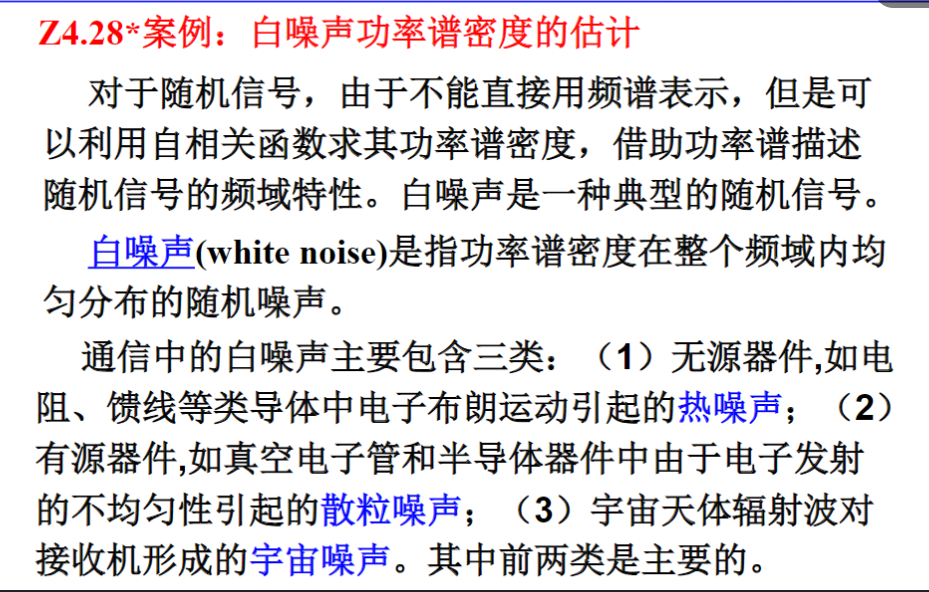 Z4.28*案例：白噪声功率谱密度的估计
对于随机信号，由于不能直接用频谱表示，但是可
以利用自相关函数求其功率谱密度，借助功率谱描述
随机信号的频域特性。白噪声是一种典型的随机信号。
白噪声(white noise)是指功率谱密度在整个频域内均
匀分布的随机噪声。
通信中的白噪声主要包含三类：（1）无源器件,如电
阻、馈线等类导体中电子布朗运动引起的热噪声；（2）
有源器件,如真空电子管和半导体器件中由于电子发射
的不均匀性引起的散粒噪声；（3）宇宙天体辐射波对
接收机形成的宇宙噪声。其中前两类是主要的。